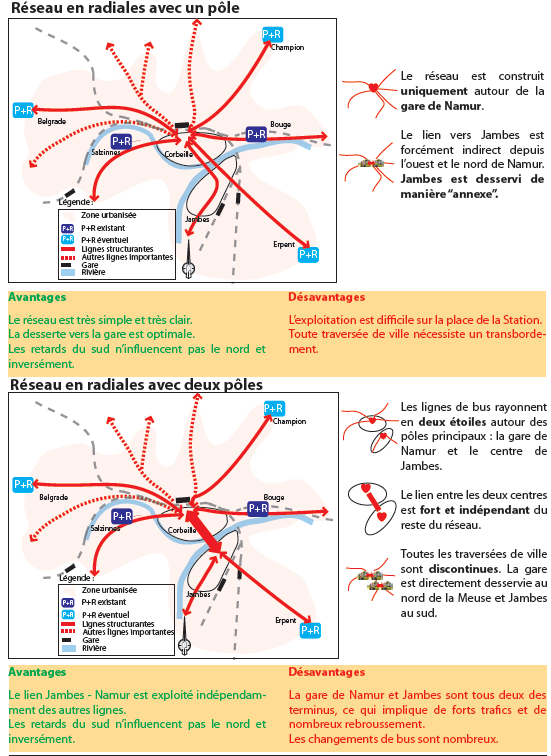 Réseau en radiales avec un pôle
P+R
Champion
P+R
Belgrade
Bouge
P+R
P+R
Salzinnes
Corbeille
Jambes
Erpent
P+R
Légende :
Zone urbanisée
P+R P+R existant
P+R P+R éventuel
Lignes structurantes
Autres lignes importantes
Gare
Rivière
Le réseau est construit
uniquement autour de la
gare de Namur.
Le lien vers Jambes est
forcément indirect depuis
l'ouest et le nord de Namur.
Jambes est desservi de
manière "annexe".
Avantages
Le réseau est très simple et très clair.
La desserte vers la gare est optimale.
Les retards du sud n'influencent pas le nord et
inversément.
Désavantages
L'exploitation est difficile sur la place de la Station.
Toute traversée de ville nécessiste un transborde-
ment.
Réseau en radiales avec deux pôles
P+R
Champion
P+R
Belgrade
Bouge
P+R
P+R
Salzinnes
Corbeille
Jambes
Erpent
P+R
Légende :
Zone urbanisée
P+R P+R existant
P+R P+R éventuel
Lignes structurantes
Autres lignes importantes
Gare
Rivière
Les lignes de bus rayonnent
en deux étoiles autour des
pôles principaux : la gare de
Namur et le centre de
Jambes.
Le lien entre les deux centres
est fort et indépendant du
reste du réseau.
Toutes les traversées de ville
sont discontinues. La gare
est directement desservie au
nord de la Meuse et Jambes
au sud.
Avantages
Le lien Jambes - Namur est exploité indépendam-
ment des autres lignes.
Les retards du sud n'influencent pas le nord et
inversément.
Désavantages
La gare de Namur et Jambes sont tous deux des
terminus, ce qui implique de forts trafics et de
nombreux rebroussement.
Les changements de bus sont nombreux.